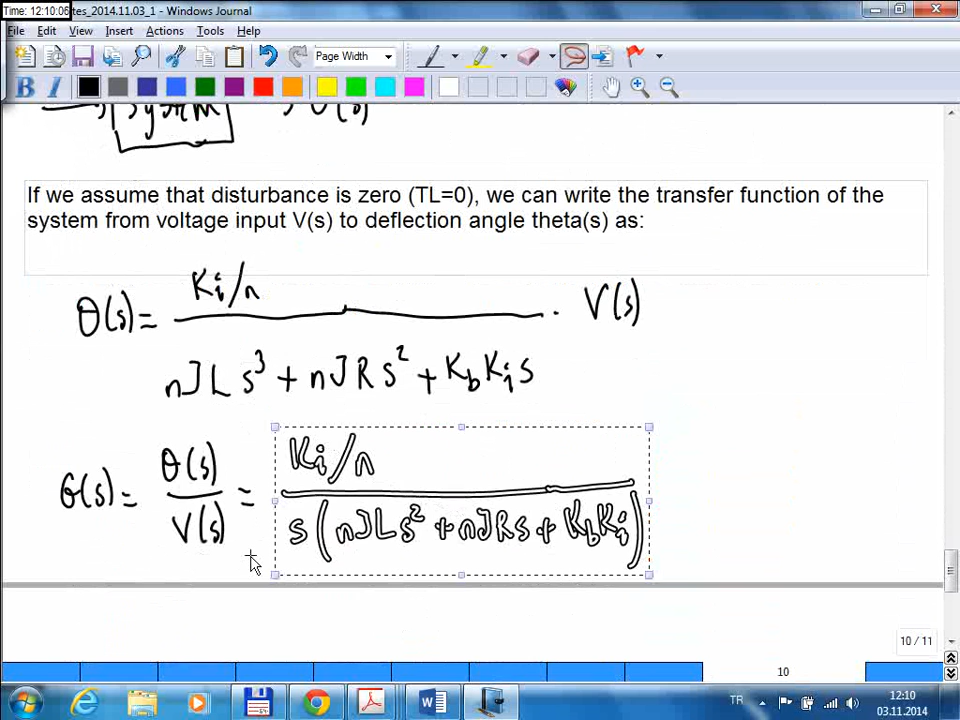 Time: 12:10:06
tes_2014.11.03_1 - Windows Journal
File Edit View Insert Actions Tools Help
Page Width
B I
System
If we assume that disturbance is zero (TL=0), we can write the transfer function of the
system from voltage input V(s) to deflection angle theta(s) as:
Ki/n
θ(s) = ――― · V(s)
nJLs³ + nJRs² + KbKis
G(s) = θ(s)/V(s) = (Ki/n)/(s(nJLs² + nJRs + KbKi))
10 / 11
10
TR
12:10
03.11.2014